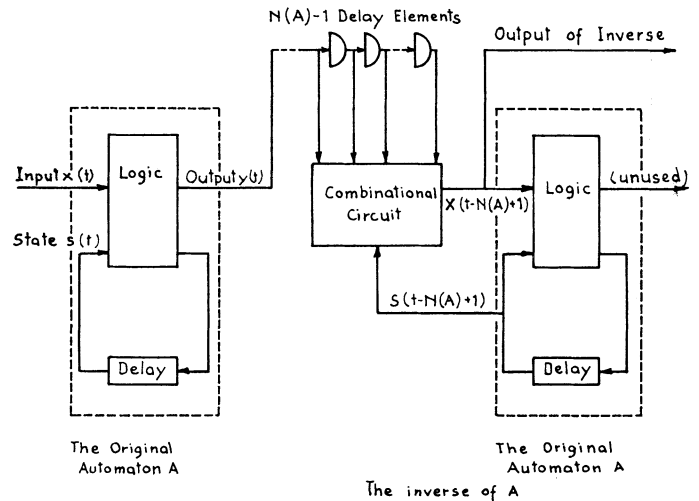 N(A)-1 Delay Elements
Output of Inverse
Input x(t)
Logic
Output y(t)
Combinational
Circuit
X(t-N(A)+1)
Logic
(unused)
State s(t)
S(t-N(A)+1)
Delay
Delay
The Original
Automaton A
The Original
Automaton A
The inverse of A